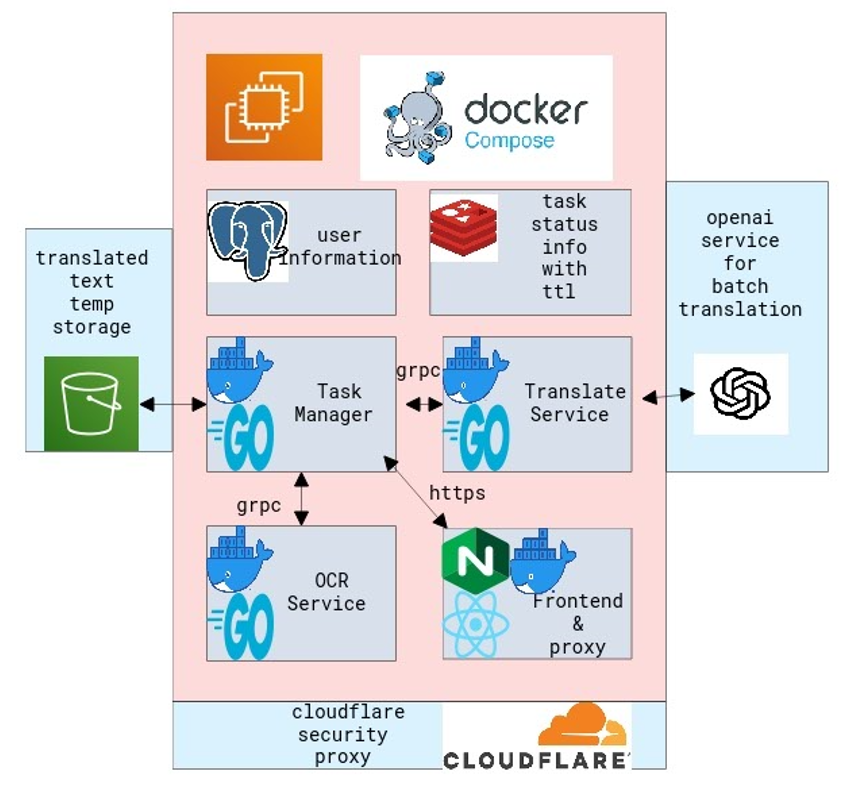 docker
Compose
user
information
task
status
info
with
ttl
translated
text
temp
storage
openai
service
for
batch
translation
Task
Manager
grpc
Translate
Service
GO
GO
grpc
https
OCR
Service
GO
N
Frontend
&
proxy
cloudflare
security
proxy
CLOUDFLARE